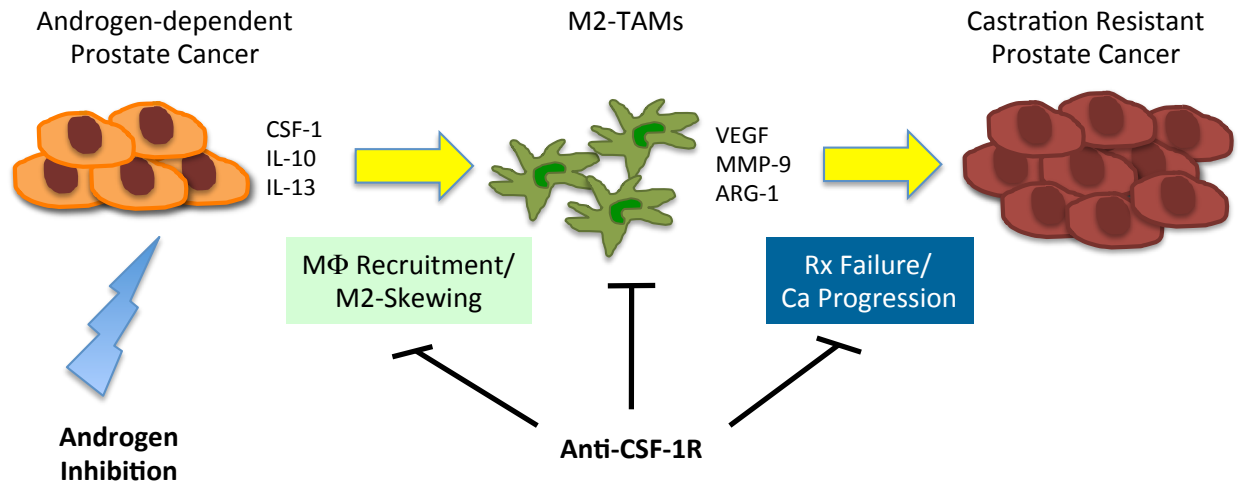 Androgen-dependent
Prostate Cancer
M2-TAMs
Castration Resistant
Prostate Cancer
CSF-1
IL-10
IL-13
VEGF
MMP-9
ARG-1
MΦ Recruitment/
M2-Skewing
Rx Failure/
Ca Progression
Androgen
Inhibition
Anti-CSF-1R